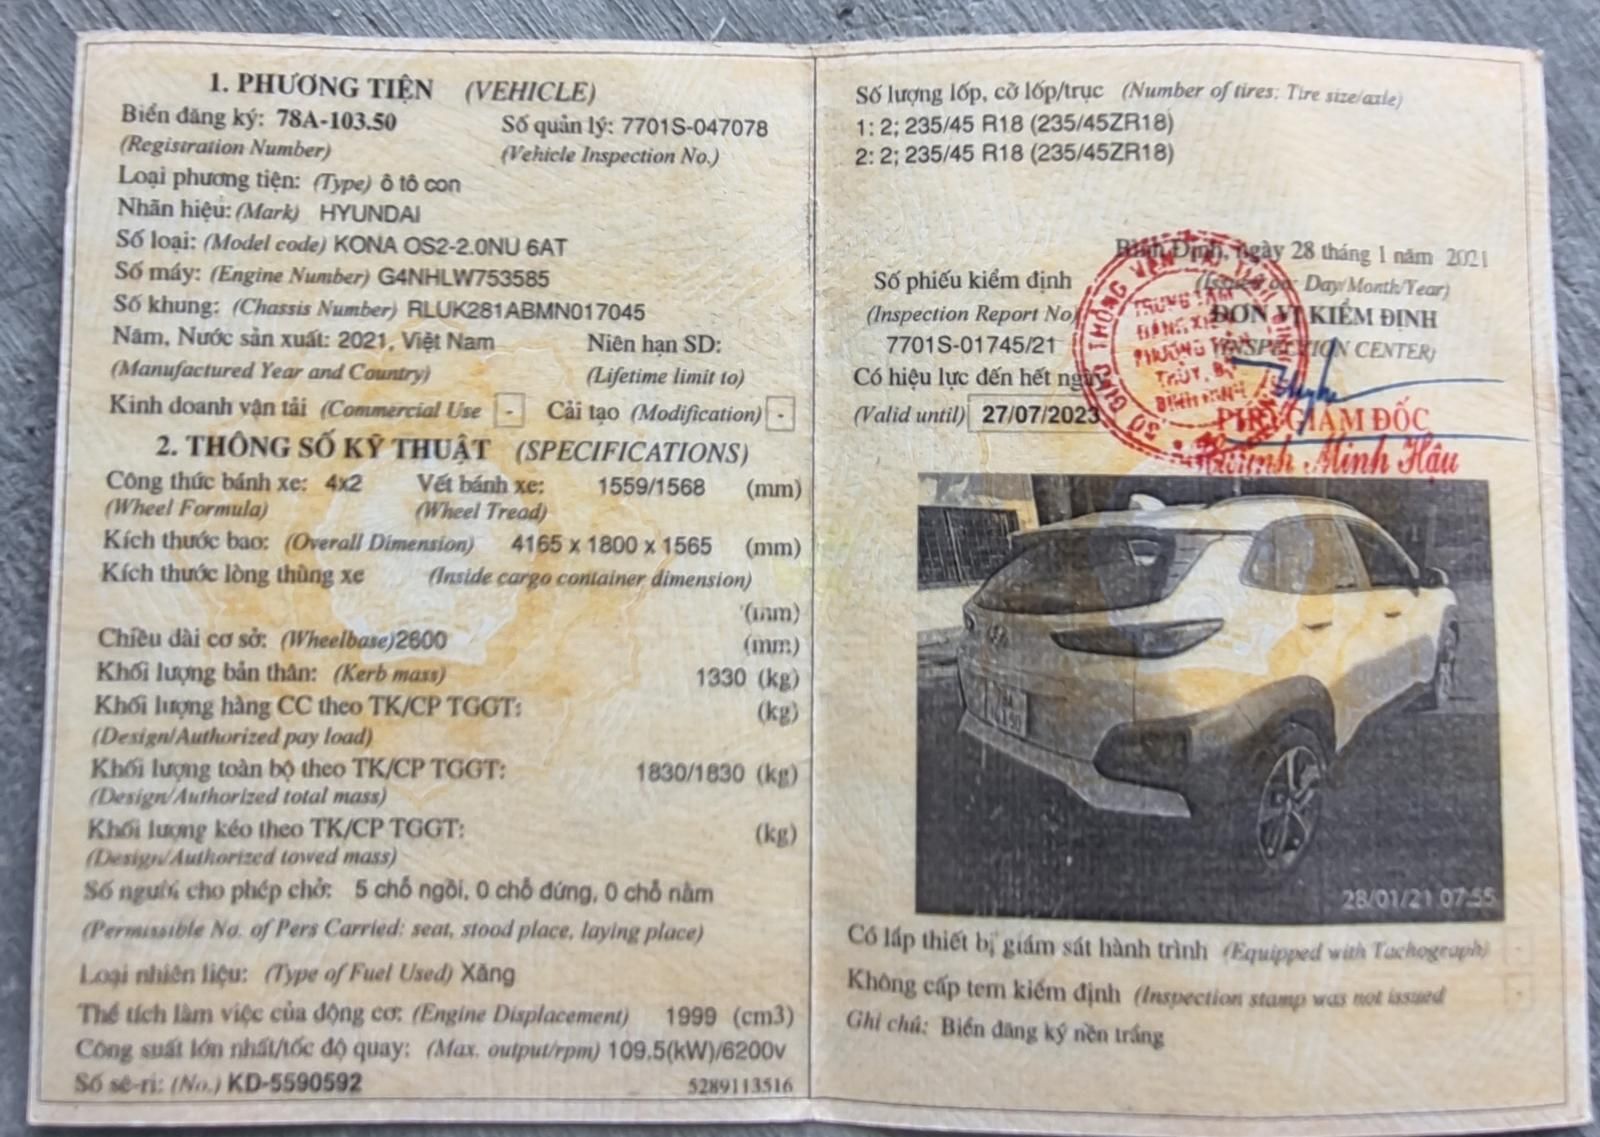 1. PHƯƠNG TIỆN (VEHICLE)
Biển đăng ký: 78A-103.50 Số quản lý: 7701S-047078
(Registration Number) (Vehicle Inspection No.)
Loại phương tiện: (Type) ô tô con
Nhãn hiệu: (Mark) HYUNDAI
Số loại: (Model code) KONA OS2-2.0NU 6AT
Số máy: (Engine Number) G4NHLW753585
Số khung: (Chassis Number) RLUK281ABMN017045
Năm, Nước sản xuất: 2021, Việt Nam Niên hạn SD:
(Manufactured Year and Country) (Lifetime limit to)
Kinh doanh vận tải (Commercial Use - Cải tạo (Modification) -
2. THÔNG SỐ KỸ THUẬT (SPECIFICATIONS)
Công thức bánh xe: 4x2 Vết bánh xe: 1559/1568 (mm)
(Wheel Formula) (Wheel Tread)
Kích thước bao: (Overall Dimension) 4165 x 1800 x 1565 (mm)
Kích thước lòng thùng xe (Inside cargo container dimension)
(mm)
Chiều dài cơ sở: (Wheelbase)2600 (mm)
Khối lượng bản thân: (Kerb mass) 1330 (kg)
Khối lượng hàng CC theo TK/CP TGGT: (kg)
(Design/Authorized pay load)
Khối lượng toàn bộ theo TK/CP TGGT: 1830/1830 (kg)
(Design/Authorized total mass)
Khối lượng kéo theo TK/CP TGGT: (kg)
(Design/Authorized towed mass)
Số người cho phép chở: 5 chỗ ngồi, 0 chỗ đứng, 0 chỗ nằm
(Permissible No. of Pers Carried: seat, stood place, laying place)
Loại nhiên liệu: (Type of Fuel Used) Xăng
Thể tích làm việc của động cơ: (Engine Displacement) 1999 (cm3)
Công suất lớn nhất/tốc độ quay: (Max. output/rpm) 109.5(kW)/6200v
Số sê-ri: (No.) KD-5590592 5289113516
Số lượng lốp, cỡ lốp/trục (Number of tires; Tire size/axle)
1: 2; 235/45 R18 (235/45ZR18)
2: 2; 235/45 R18 (235/45ZR18)
Bình Định, ngày 28 tháng 1 năm 2021
Số phiếu kiểm định (Issued on: Day/Month/Year)
(Inspection Report No) ĐƠN VỊ KIỂM ĐỊNH
7701S-01745/21 (INSPECTION CENTER)
Có hiệu lực đến hết ngày
(Valid until) 27/07/2023
TRUNG TÂM
ĐĂNG KIỂM
PHƯƠNG TIỆN
THỦY, BỘ
BÌNH ĐỊNH
PHÓ GIÁM ĐỐC
Minh Hậu
28/01/21 07:55
Có lắp thiết bị giám sát hành trình (Equipped with Tachograph)
Không cấp tem kiểm định (Inspection stamp was not issued
Ghi chú: Biển đăng ký nền trắng